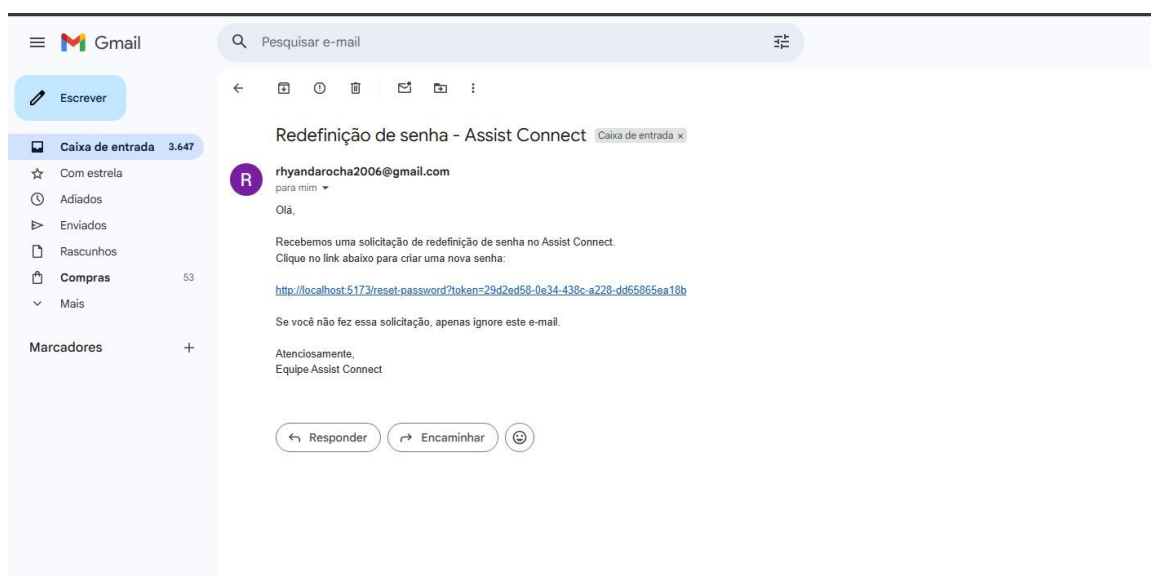 Gmail
Pesquisar e-mail
Escrever
Caixa de entrada 3.647
Com estrela
Adiados
Enviados
Rascunhos
Compras 53
Mais
Marcadores
Redefinição de senha - Assist Connect Caixa de entrada x
R
rhyandarocha2006@gmail.com
para mim
Olá,
Recebemos uma solicitação de redefinição de senha no Assist Connect.
Clique no link abaixo para criar uma nova senha:
http://localhost:5173/reset-password?token=29d2ed58-0e34-438c-a228-dd65865ea18b
Se você não fez essa solicitação, apenas ignore este e-mail.
Atenciosamente,
Equipe Assist Connect
Responder
Encaminhar